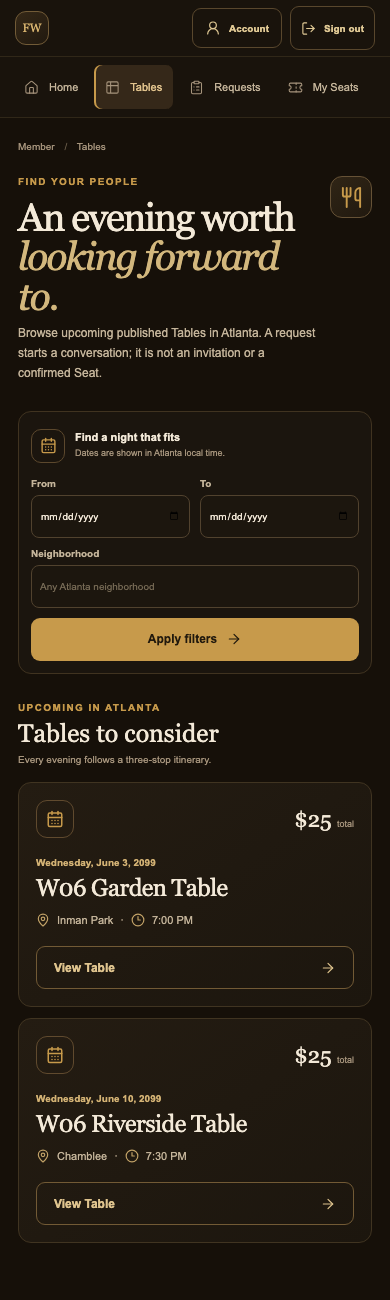 FW
Account
Sign out
Home
Tables
Requests
My Seats
Member / Tables
FIND YOUR PEOPLE
An evening worth
looking forward
to.
Browse upcoming published Tables in Atlanta. A request
starts a conversation; it is not an invitation or a
confirmed Seat.
Find a night that fits
Dates are shown in Atlanta local time.
From
To
mm/dd/yyyy
mm/dd/yyyy
Neighborhood
Any Atlanta neighborhood
Apply filters
UPCOMING IN ATLANTA
Tables to consider
Every evening follows a three-stop itinerary.
$25 total
Wednesday, June 3, 2099
W06 Garden Table
Inman Park · 7:00 PM
View Table
$25 total
Wednesday, June 10, 2099
W06 Riverside Table
Chamblee · 7:30 PM
View Table